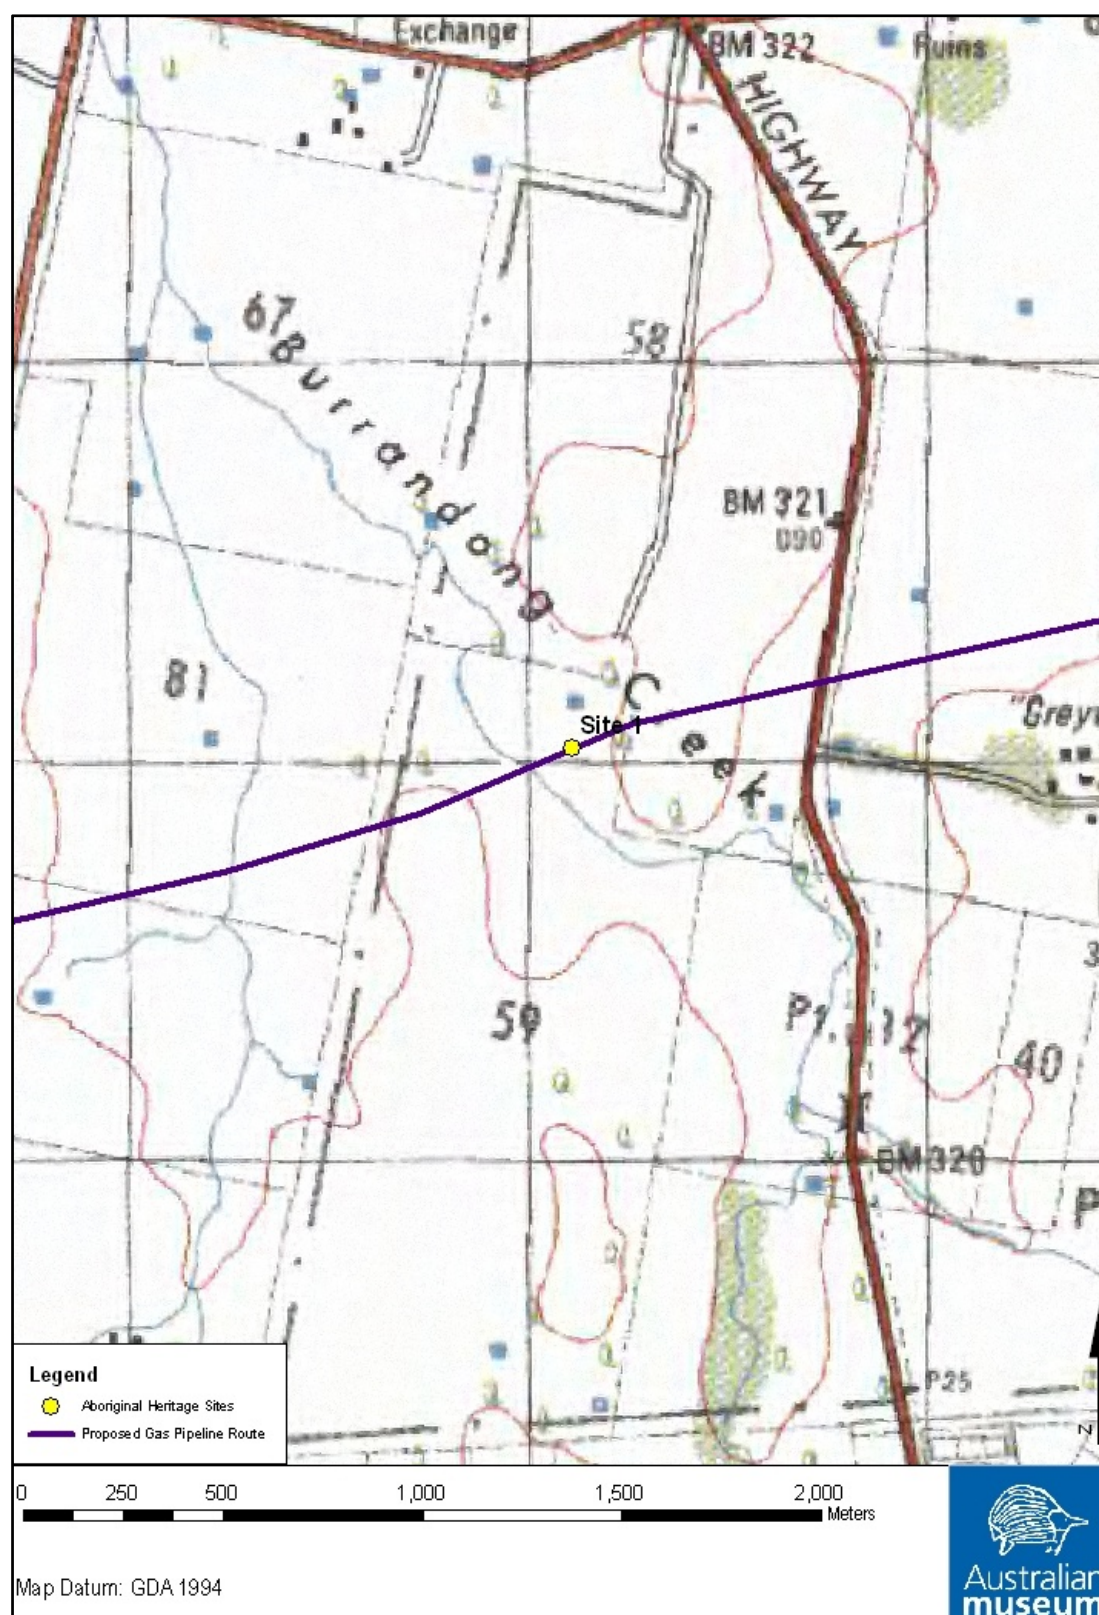 Exchange
BM 322
Ruins
HIGHWAY
67
58
Burrandong
BM 321
090
81
Creek
Site 1
59
40
BM 320
P25
Legend
Aboriginal Heritage Sites
Proposed Gas Pipeline Route
N
0 250 500 1,000 1,500 2,000
Meters
Map Datum: GDA 1994
Australian
museum